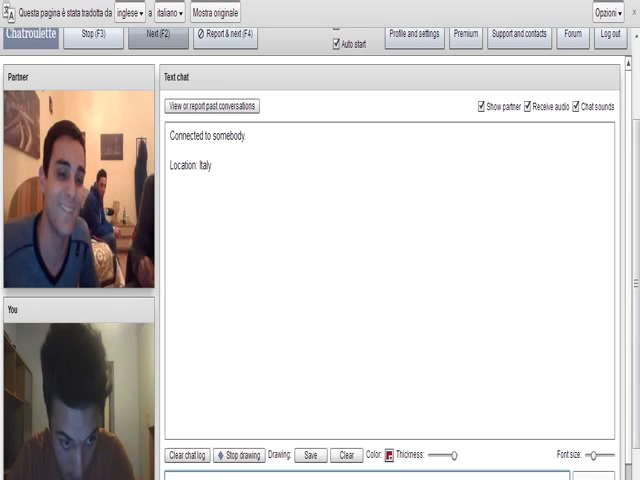 Questa pagina è stata tradotta da inglese a italiano Mostra originale Opzioni x
Chatroulette Stop (F3) Next (F2) Report & next (F4) Auto start Profile and settings Premium Support and contacts Forum Log out
Partner Text chat
View or report past conversations Show partner Receive audio Chat sounds
Connected to somebody.
Location: Italy
You
Clear chat log Stop drawing Drawing: Save Clear Color: Thickness: Font size: